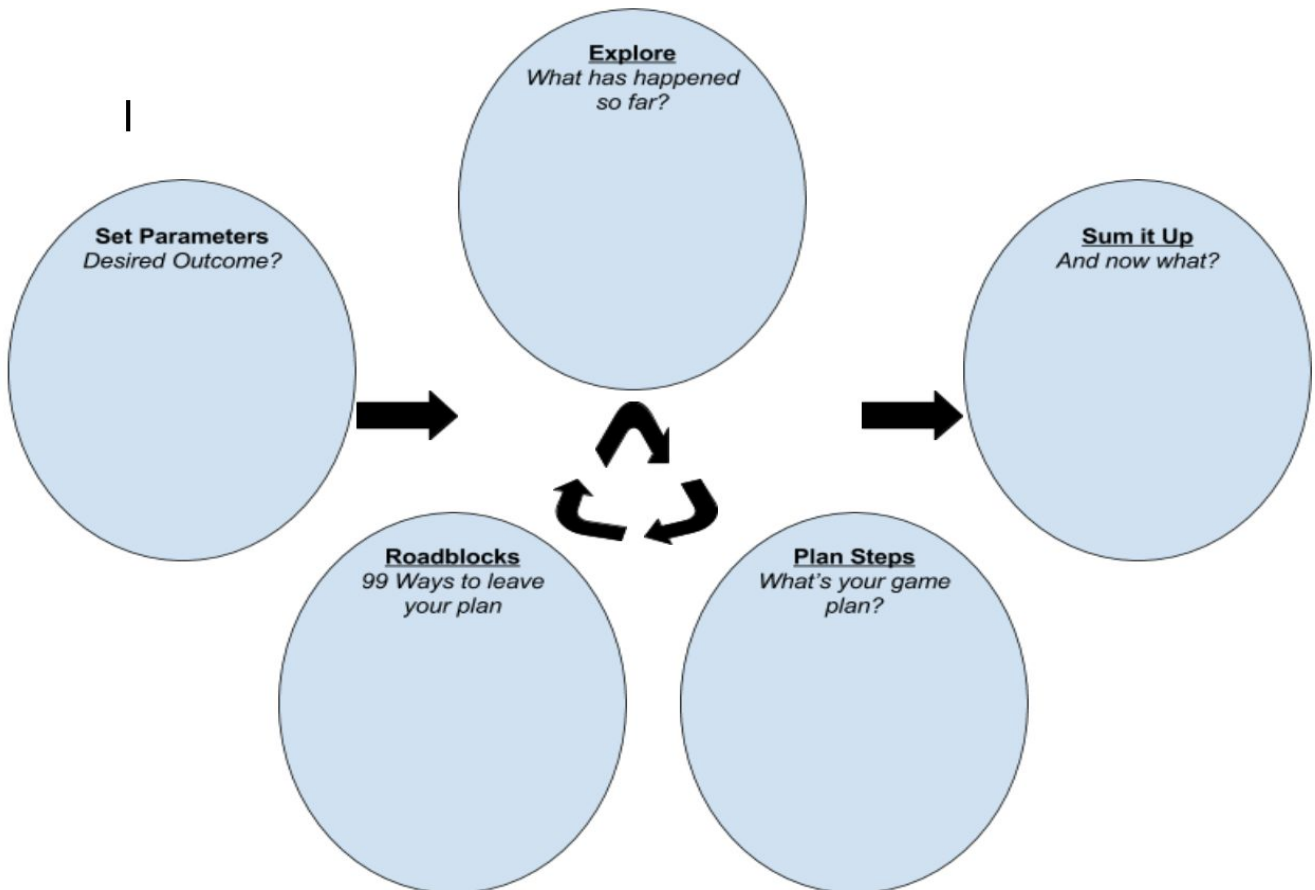 Explore
What has happened
so far?
Set Parameters
Desired Outcome?
Sum it Up
And now what?
Roadblocks
99 Ways to leave
your plan
Plan Steps
What's your game
plan?